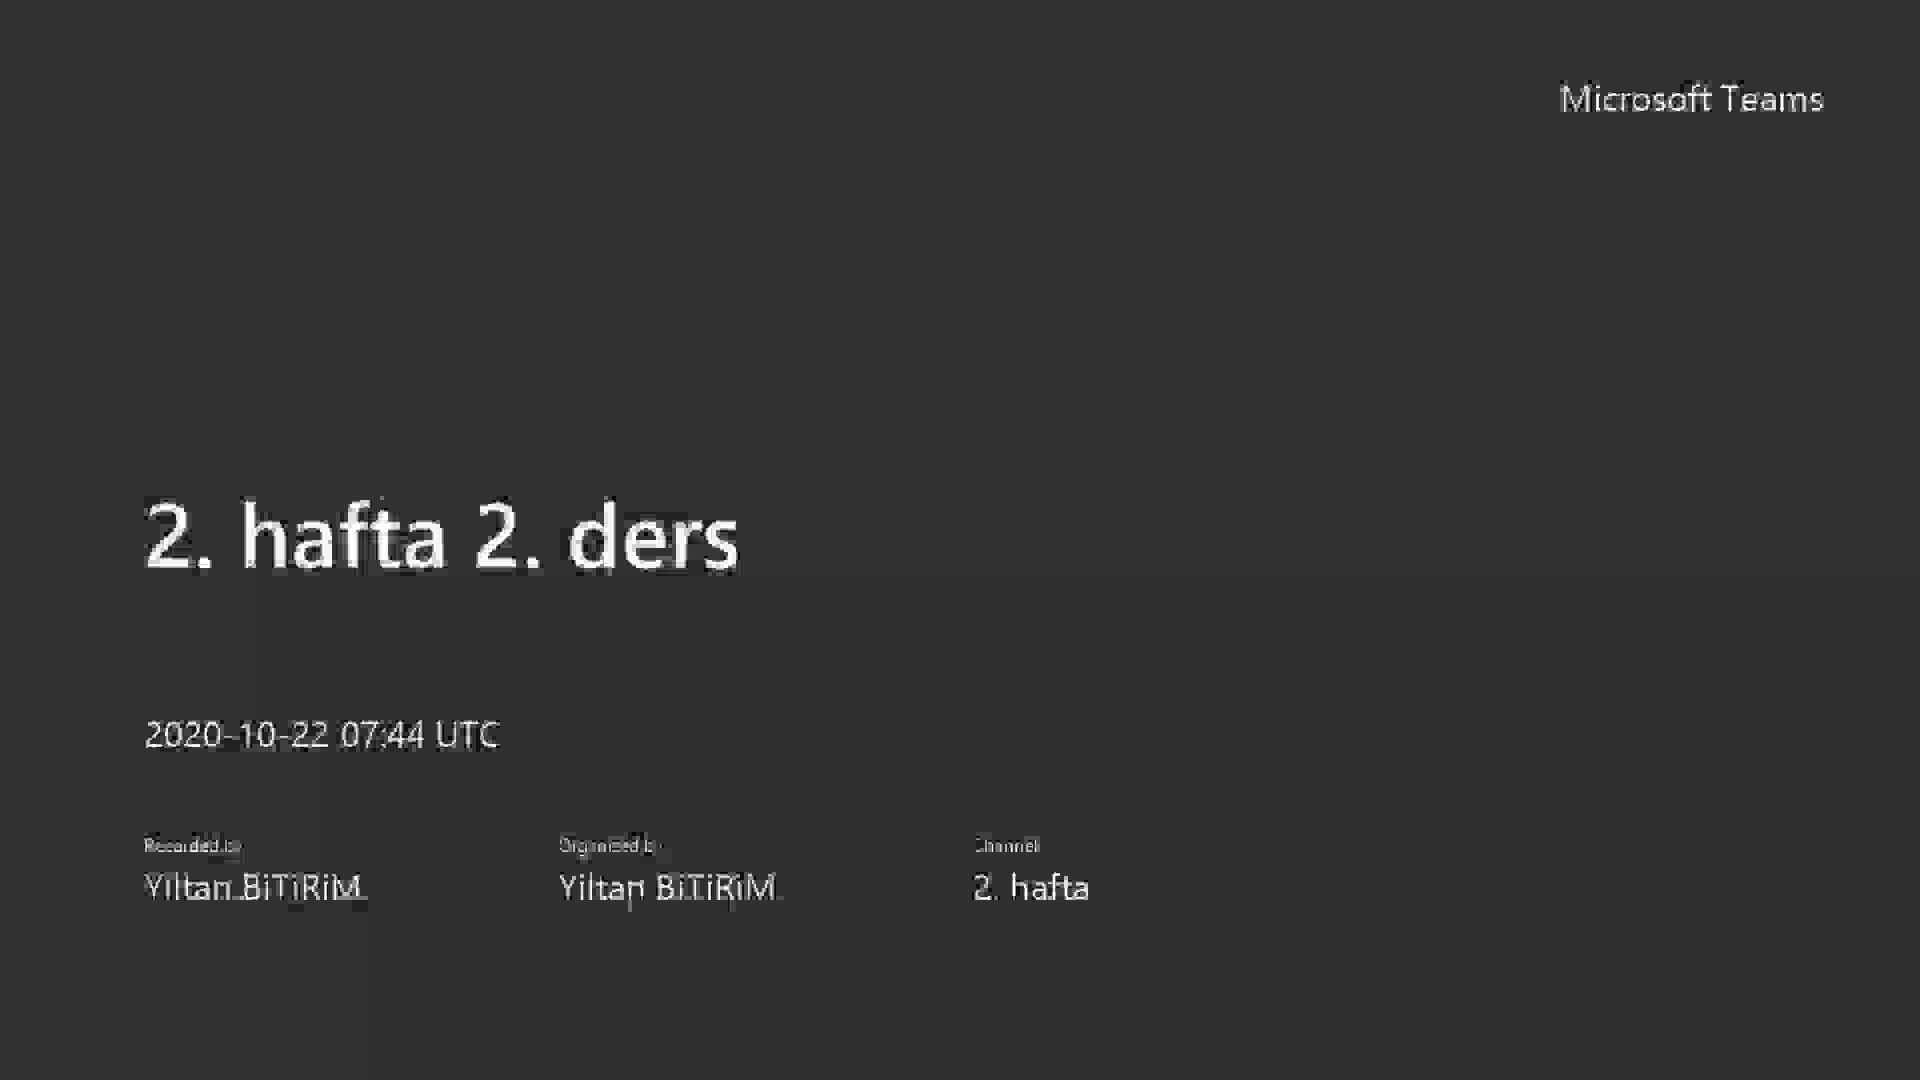 Microsoft Teams
2. hafta 2. ders
2020-10-22 07:44 UTC
Recorded by Organized by Channel
Yiltan BiTiRiM Yiltan BiTiRiM 2. hafta